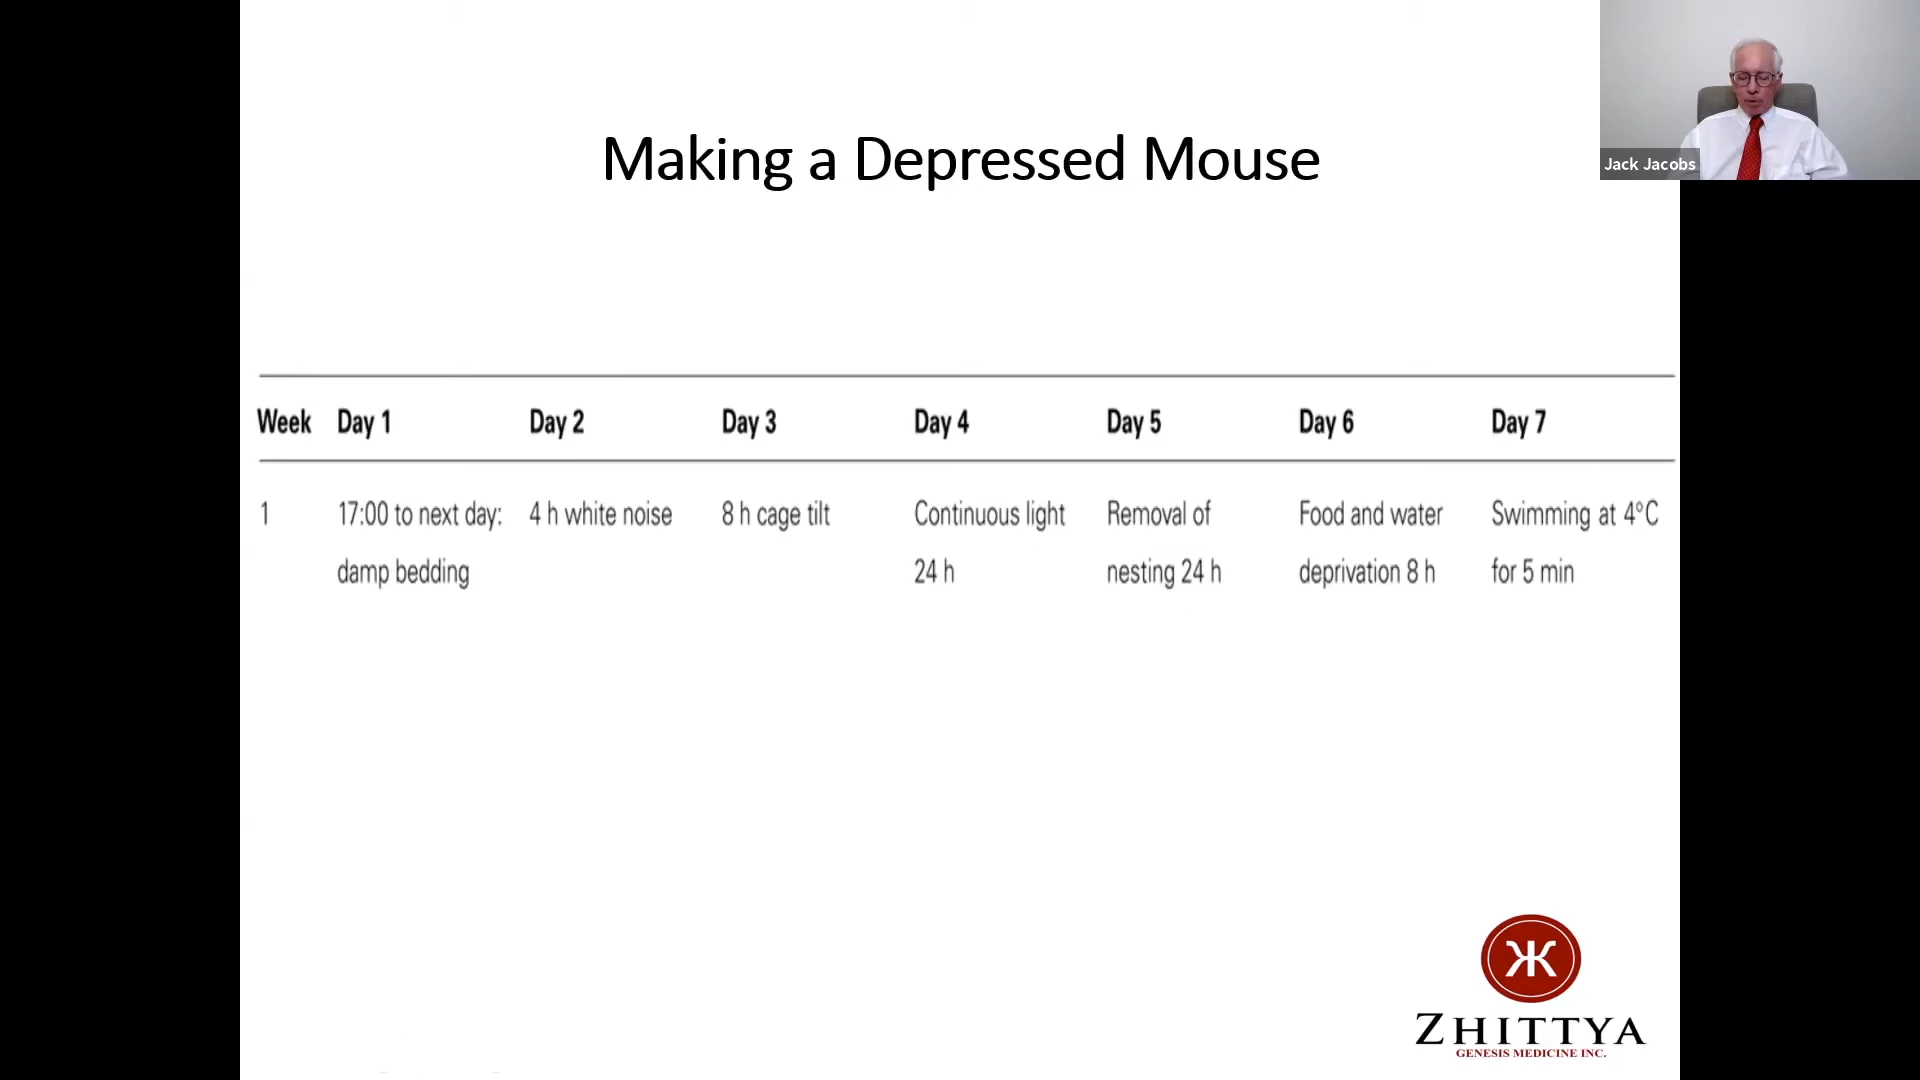 Making a Depressed Mouse
Jack Jacobs
Week Day 1 Day 2 Day 3 Day 4 Day 5 Day 6 Day 7
1 17:00 to next day: 4 h white noise 8 h cage tilt Continuous light Removal of Food and water Swimming at 4°C
damp bedding 24 h nesting 24 h deprivation 8 h for 5 min
Ж
ZHITTYA
GENESIS MEDICINE INC.